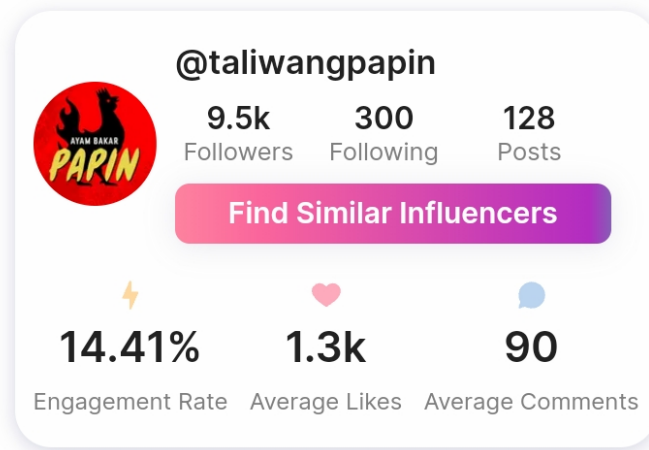 @taliwangpapin
9.5k 300 128
Followers Following Posts
AYAM BAKAR
PAPIN
Find Similar Influencers
14.41% 1.3k 90
Engagement Rate Average Likes Average Comments